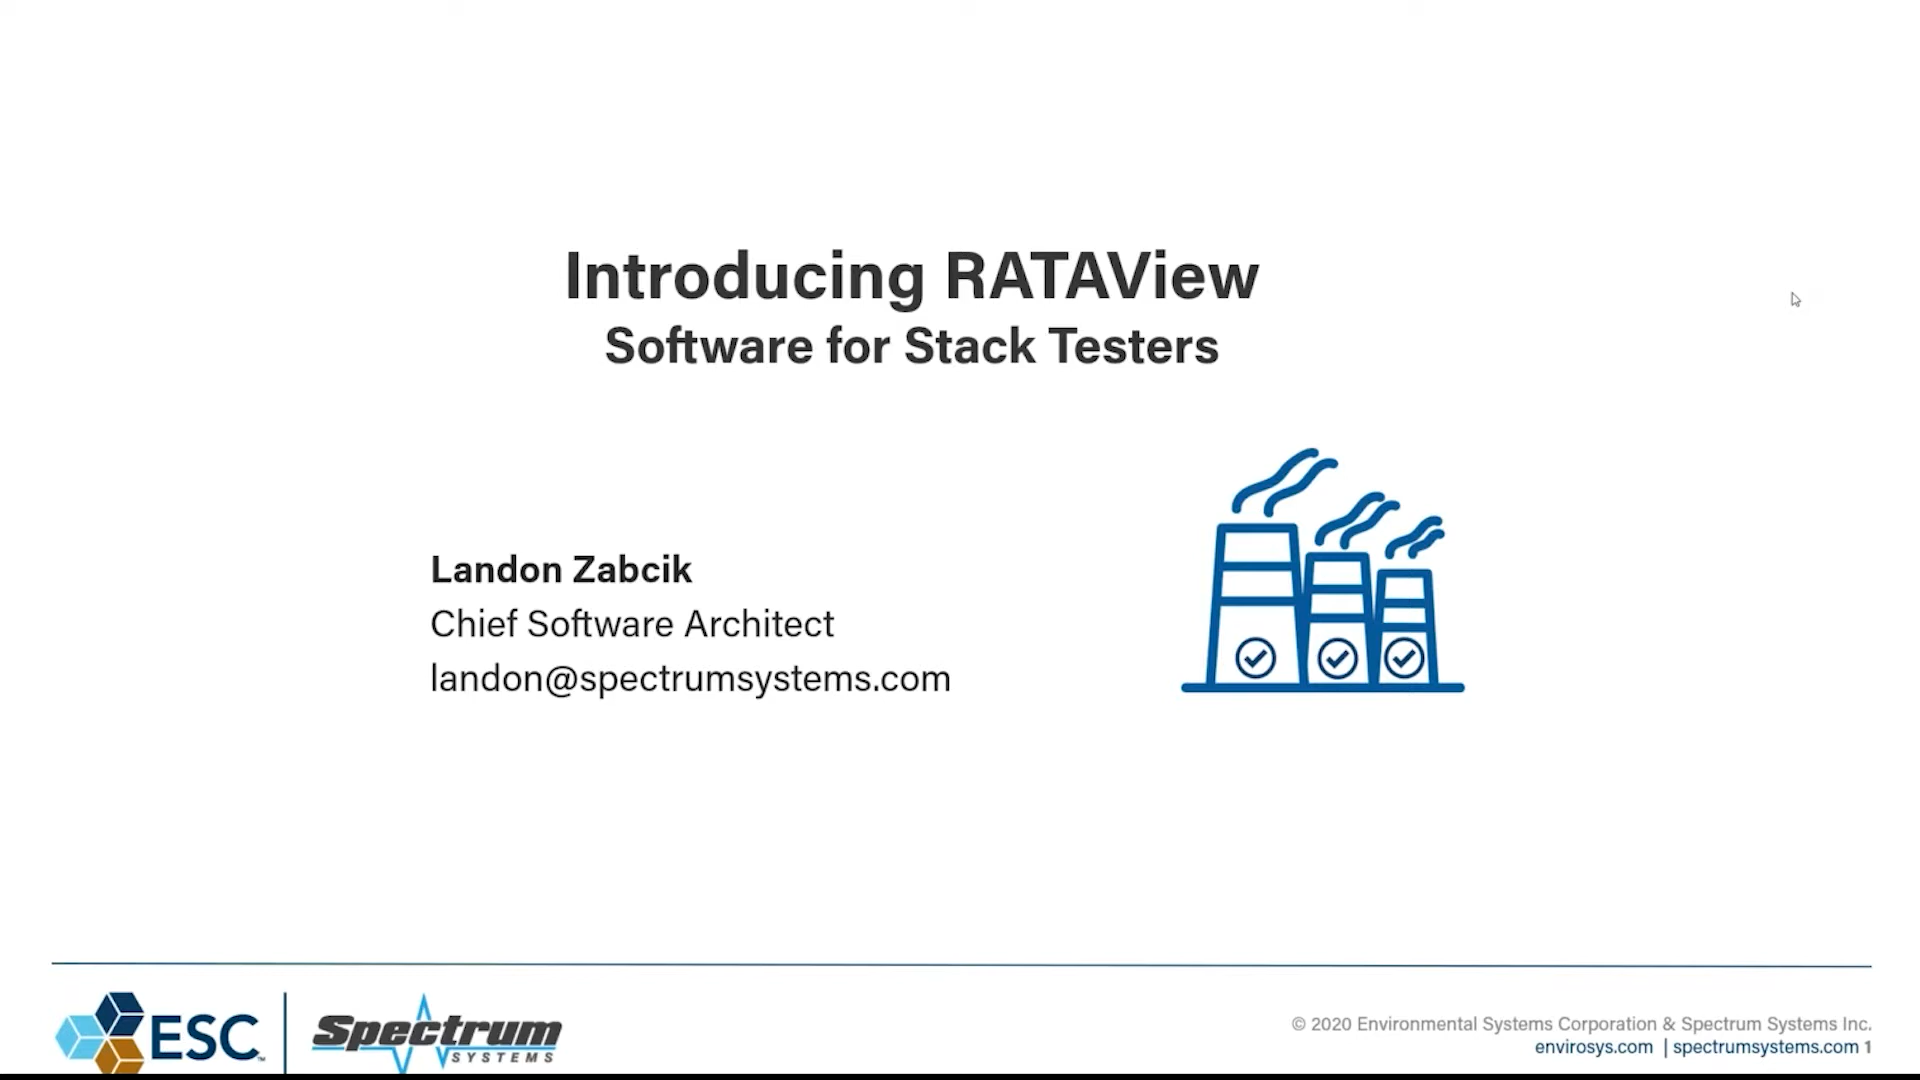 Introducing RATAView
Software for Stack Testers
Landon Zabcik
Chief Software Architect
landon@spectrumsystems.com
ESC™
Spectrum
SYSTEMS
© 2020 Environmental Systems Corporation & Spectrum Systems Inc.
envirosys.com | spectrumsystems.com 1